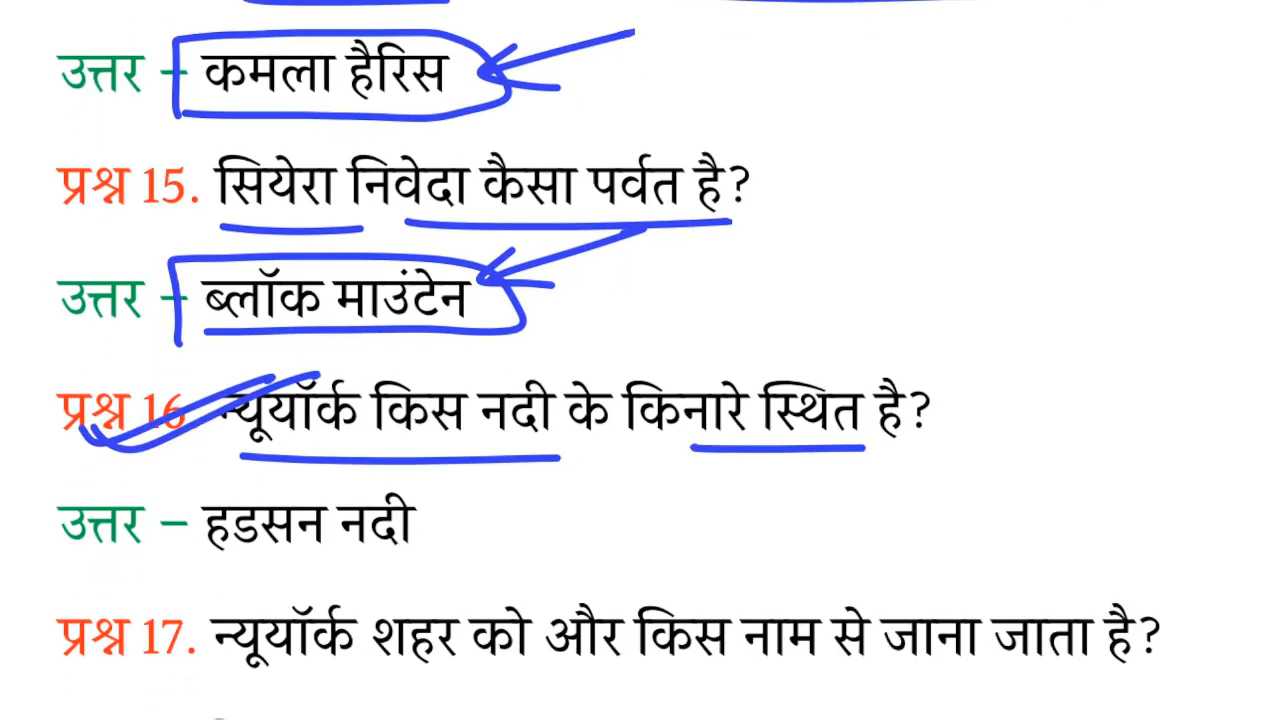 उत्तर – कमला हैरिस
प्रश्न 15. सियेरा निवेदा कैसा पर्वत है?
उत्तर – ब्लॉक माउंटेन
प्रश्न 16 न्यूयॉर्क किस नदी के किनारे स्थित है?
उत्तर – हडसन नदी
प्रश्न 17. न्यूयॉर्क शहर को और किस नाम से जाना जाता है?